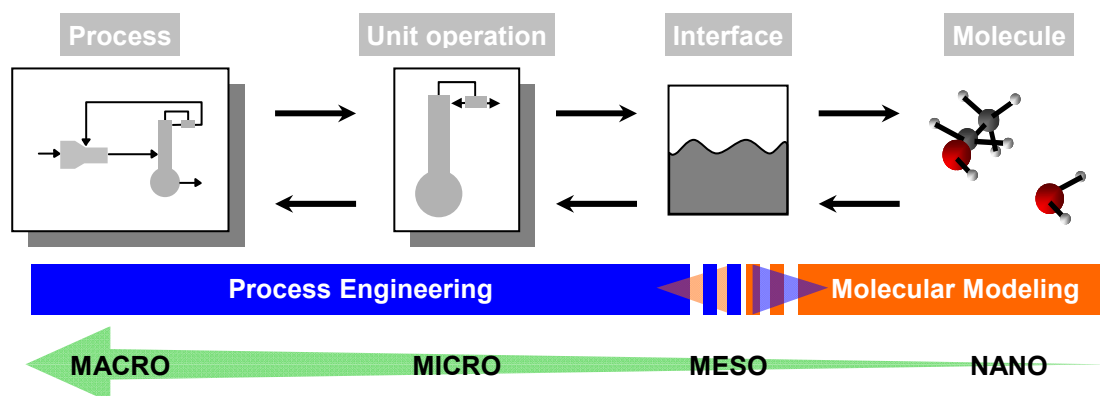 Process
Unit operation
Interface
Molecule
Process Engineering
Molecular Modeling
MACRO
MICRO
MESO
NANO